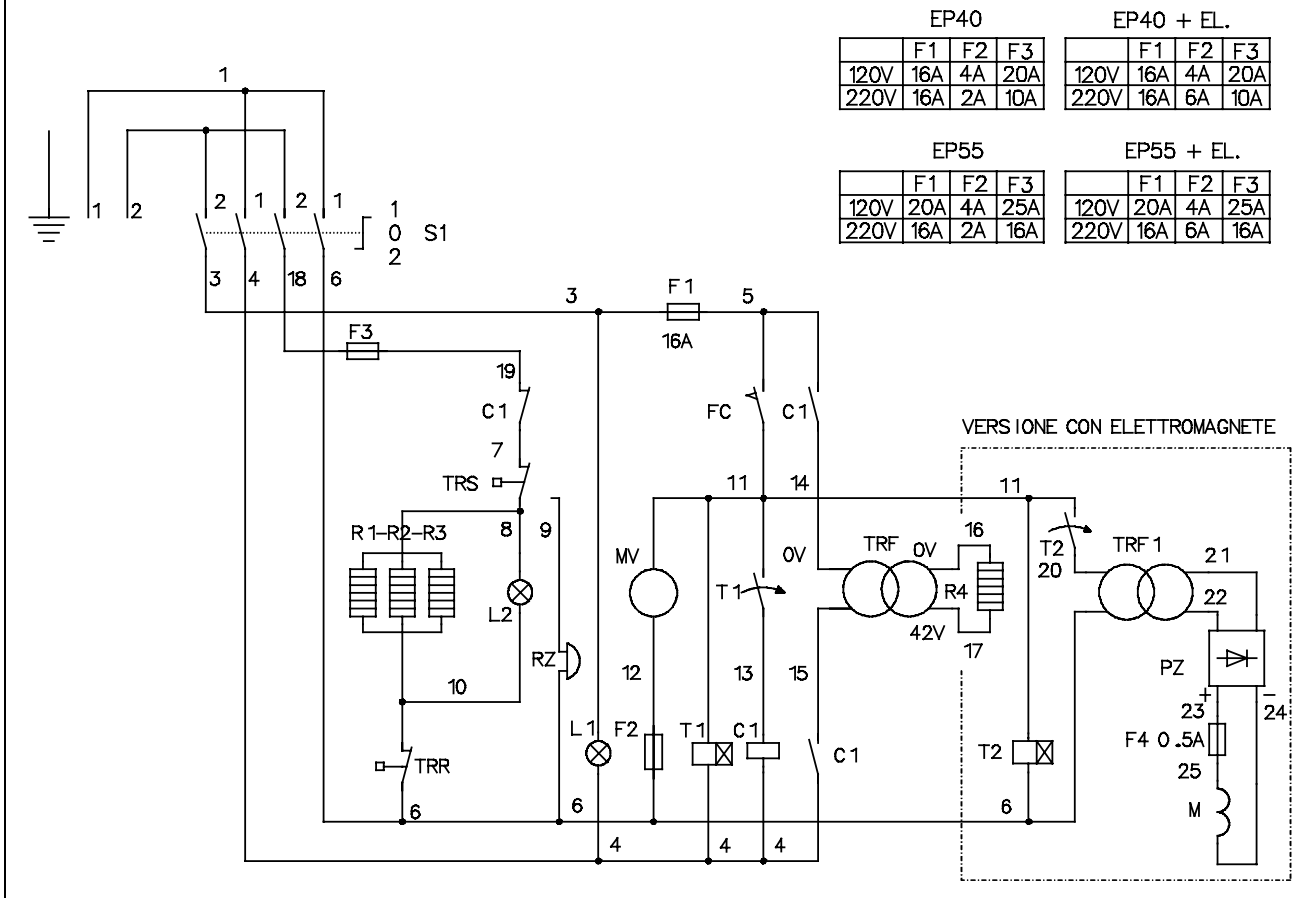 EP40
F1 F2 F3
120V 16A 4A 20A
220V 16A 2A 10A
EP40 + EL.
F1 F2 F3
120V 16A 4A 20A
220V 16A 6A 10A
EP55
F1 F2 F3
120V 20A 4A 25A
220V 16A 2A 16A
EP55 + EL.
F1 F2 F3
120V 20A 4A 25A
220V 16A 6A 16A
1
1 2 2 1 2 1
1
0 S1
2
3 4 18 6
3 F1 5
16A
F3
19
C1
FC C1
7
TRS
VERSIONE CON ELETTROMAGNETE
11 14 11
8 9
R1-R2-R3
16
MV 0V TRF 0V
T2
20
TRF1 21
T1
R4
22
L2
42V
17
RZ
12 13 15
PZ
10
+ -
23 24
L1 F2 T1 C1
C1
T2
F4 0.5A
TRR
25
6 6 6
M
4 4 4